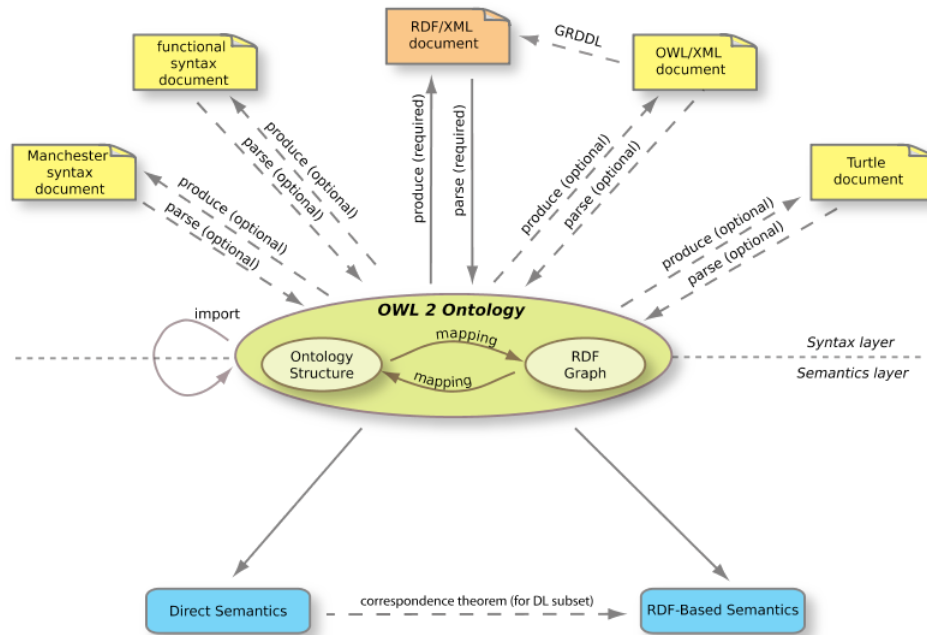 RDF/XML
document
GRDDL
functional
syntax
document
OWL/XML
document
Manchester
syntax
document
Turtle
document
produce (optional)
parse (optional)
produce (optional)
parse (optional)
produce (required)
parse (required)
produce (optional)
parse (optional)
produce (optional)
parse (optional)
import
OWL 2 Ontology
mapping
Ontology
Structure
RDF
Graph
mapping
Syntax layer
Semantics layer
Direct Semantics
correspondence theorem (for DL subset)
RDF-Based Semantics